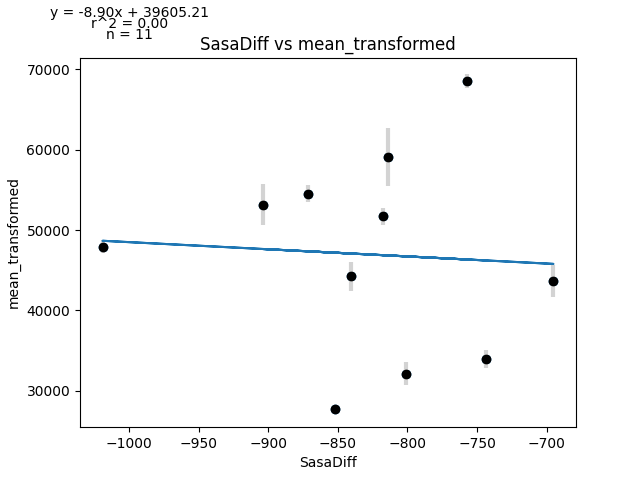 y = -8.90x + 39605.21
r^2 = 0.00
n = 11
SasaDiff vs mean_transformed
70000
60000
50000
40000
30000
mean_transformed
−1000
−950
−900
−850
−800
−750
−700
SasaDiff